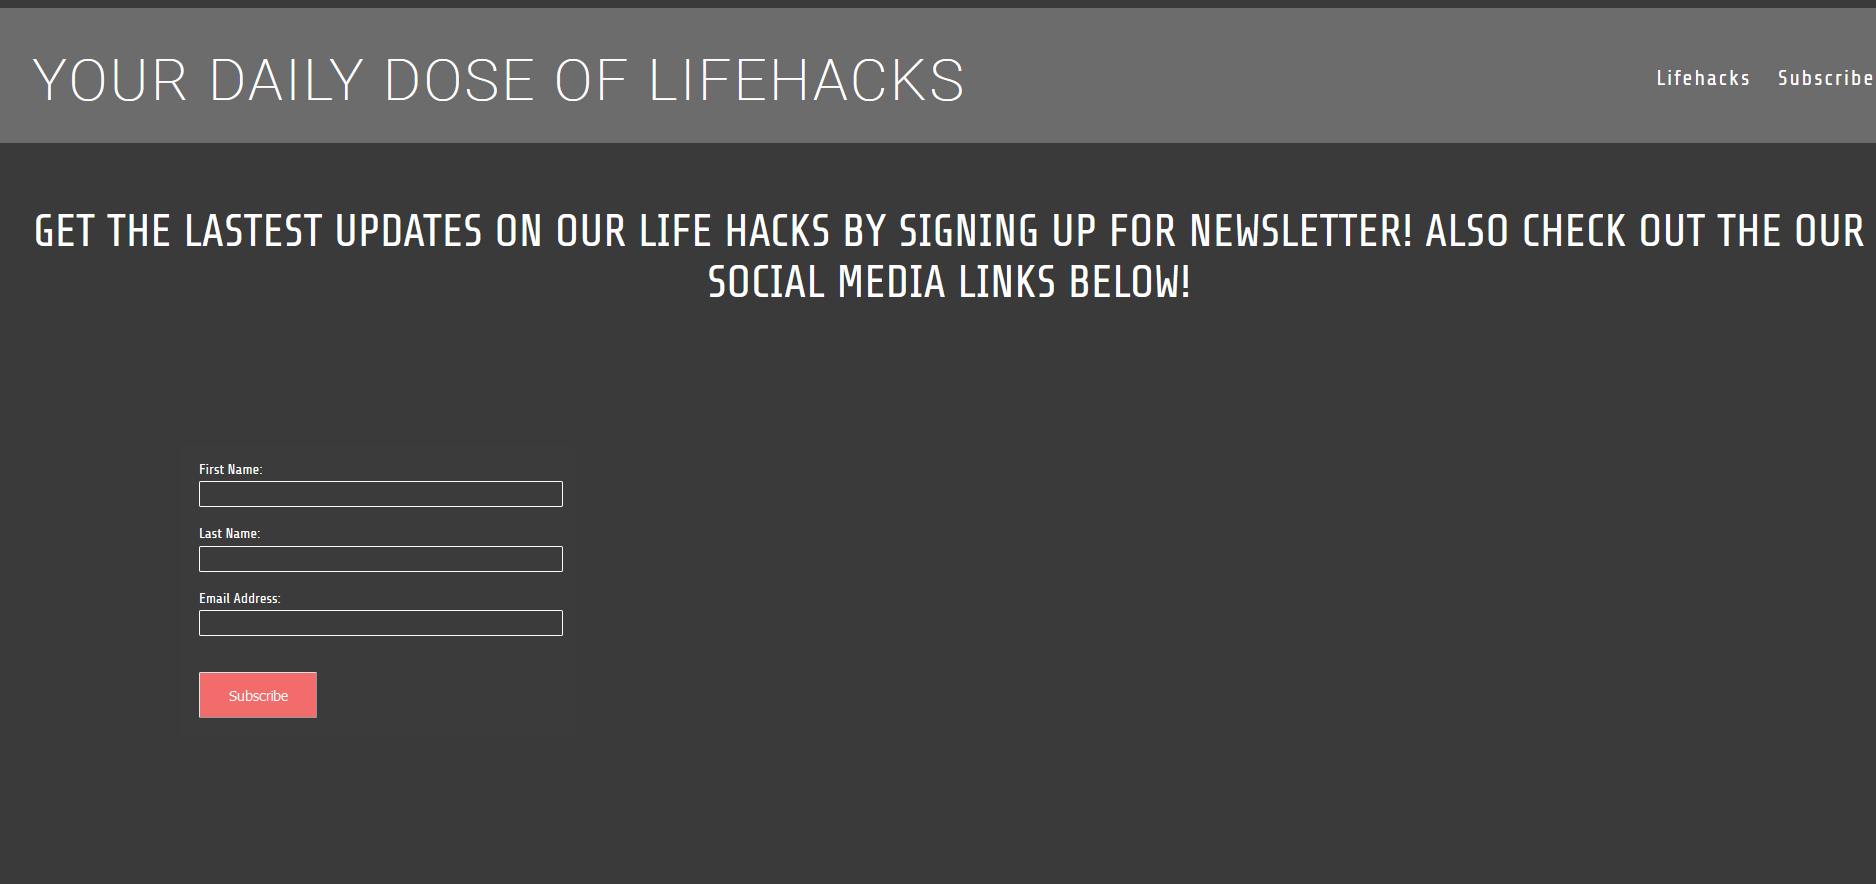 YOUR DAILY DOSE OF LIFEHACKS
Lifehacks Subscribe
GET THE LASTEST UPDATES ON OUR LIFE HACKS BY SIGNING UP FOR NEWSLETTER! ALSO CHECK OUT THE OUR
SOCIAL MEDIA LINKS BELOW!
First Name:
Last Name:
Email Address:
Subscribe